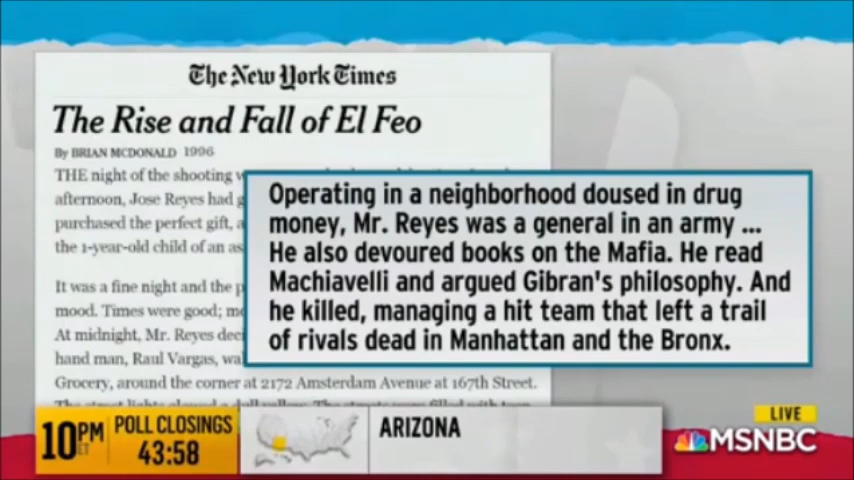 The New York Times
The Rise and Fall of El Feo
By BRIAN MCDONALD 1996
THE night of the shooting
afternoon, Jose Reyes had
purchased the perfect gift,
the 1-year-old child of an
It was a fine night and the
mood. Times were good;
At midnight, Mr. Reyes
hand man, Raul Vargas,
Grocery, around the corner at 2172 Amsterdam Avenue at 167th Street.
Operating in a neighborhood doused in drug
money, Mr. Reyes was a general in an army ...
He also devoured books on the Mafia. He read
Machiavelli and argued Gibran's philosophy. And
he killed, managing a hit team that left a trail
of rivals dead in Manhattan and the Bronx.
10PM ET
POLL CLOSINGS
43:58
ARIZONA
LIVE
MSNBC